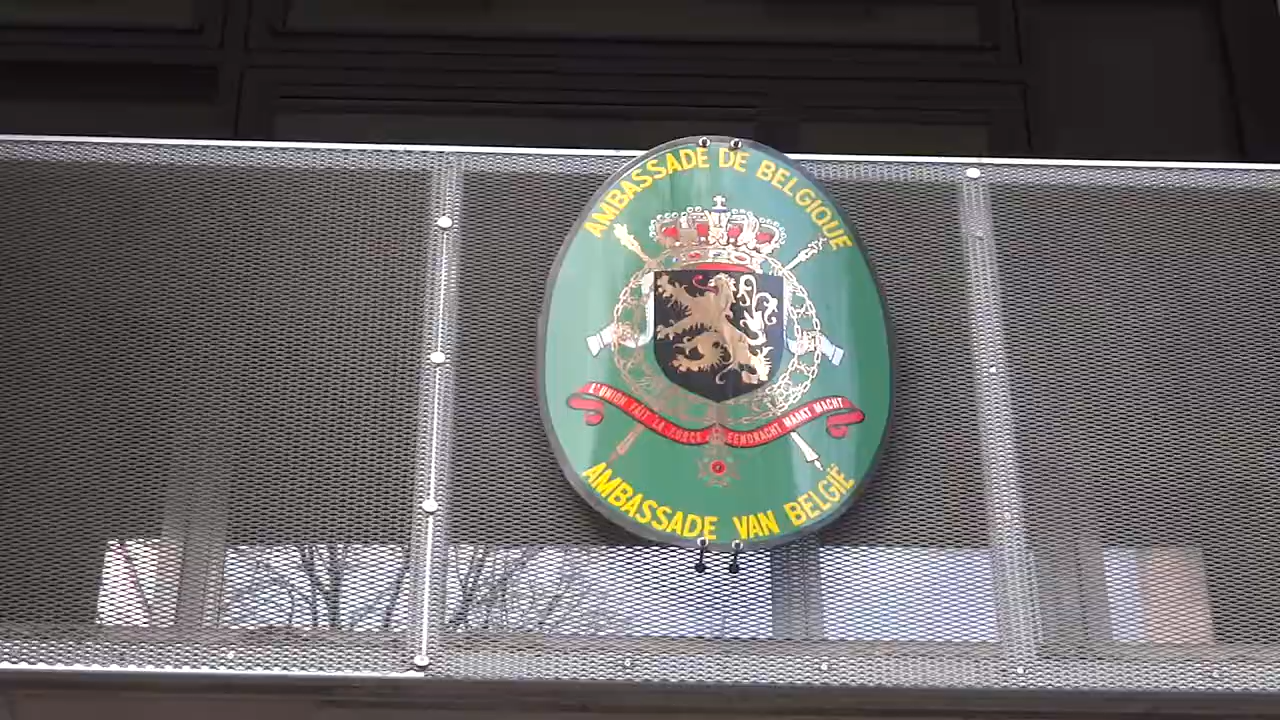 AMBASSADE DE BELGIQUE
L'UNION FAIT LA FORCE EENDRACHT MAAKT MACHT
AMBASSADE VAN BELGIË